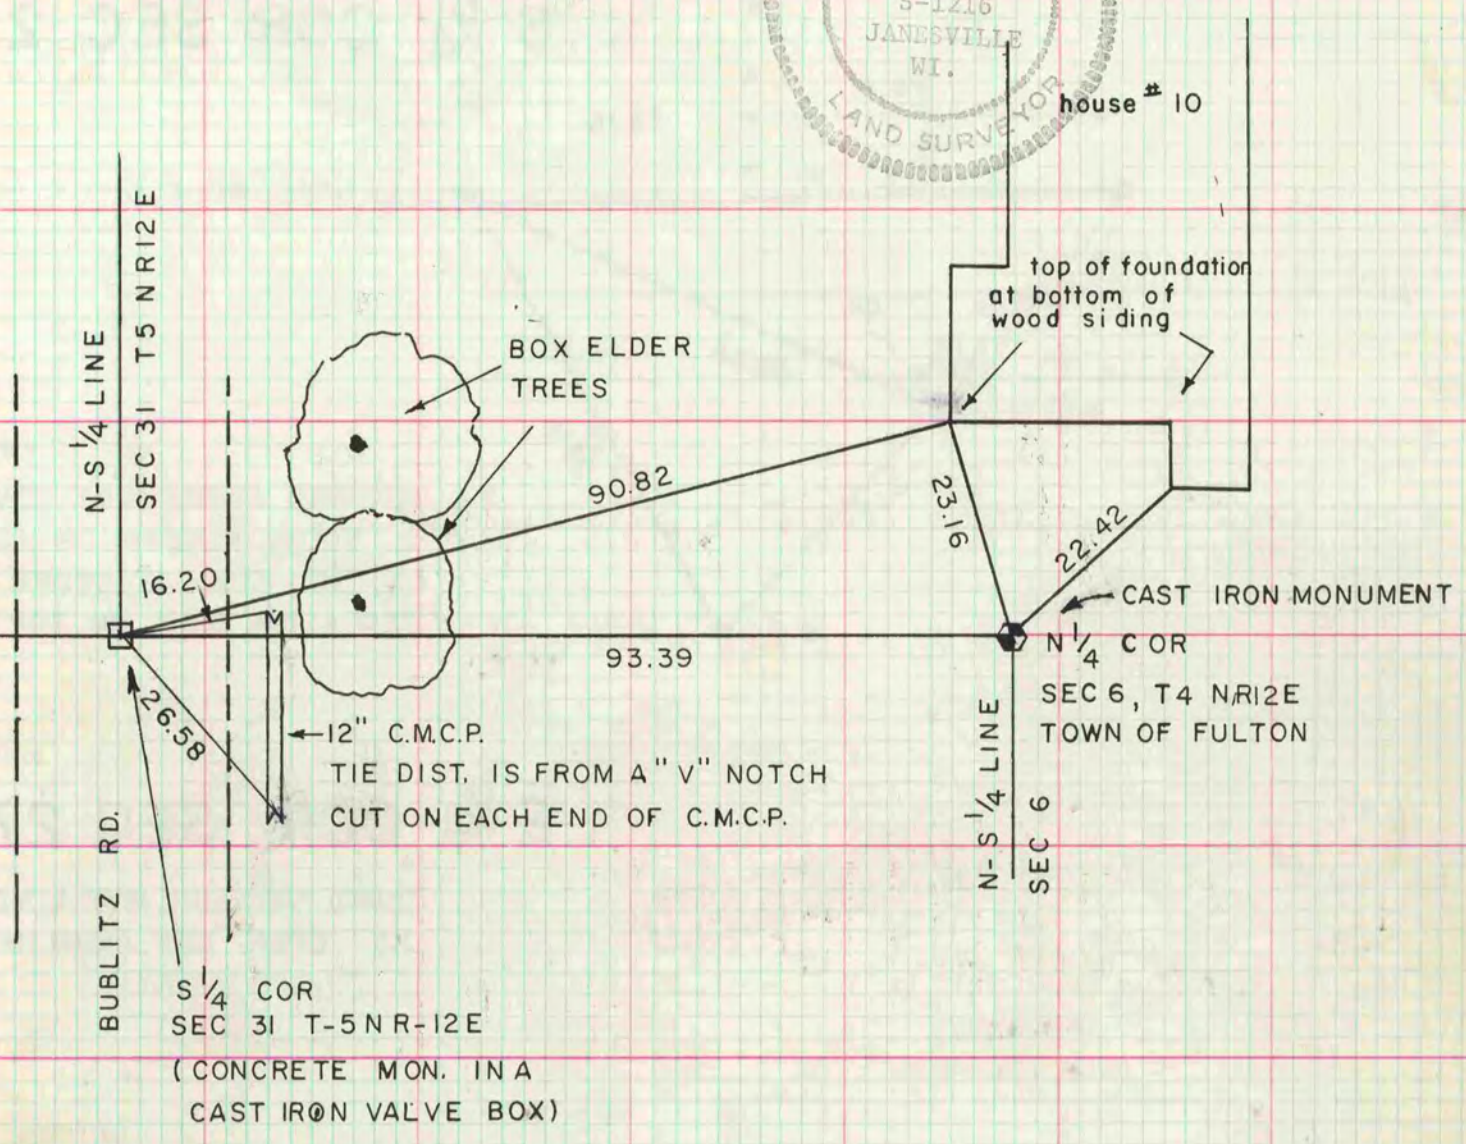 S-1216
JANESVILLE
WI.
LAND SURVEYOR
house # 10
top of foundation
at bottom of
wood siding
N-S 1/4 LINE
SEC 31 T5 N R12 E
BOX ELDER
TREES
90.82
23.16
22.42
16.20
CAST IRON MONUMENT
N 1/4 COR
SEC 6, T4 N,R12E
TOWN OF FULTON
93.39
26.58
12" C.M.C.P.
TIE DIST. IS FROM A "V" NOTCH
CUT ON EACH END OF C.M.C.P.
N-S 1/4 LINE
SEC 6
BUBLITZ RD.
S 1/4 COR
SEC 31 T-5N R-12E
(CONCRETE MON. IN A
CAST IRON VALVE BOX)